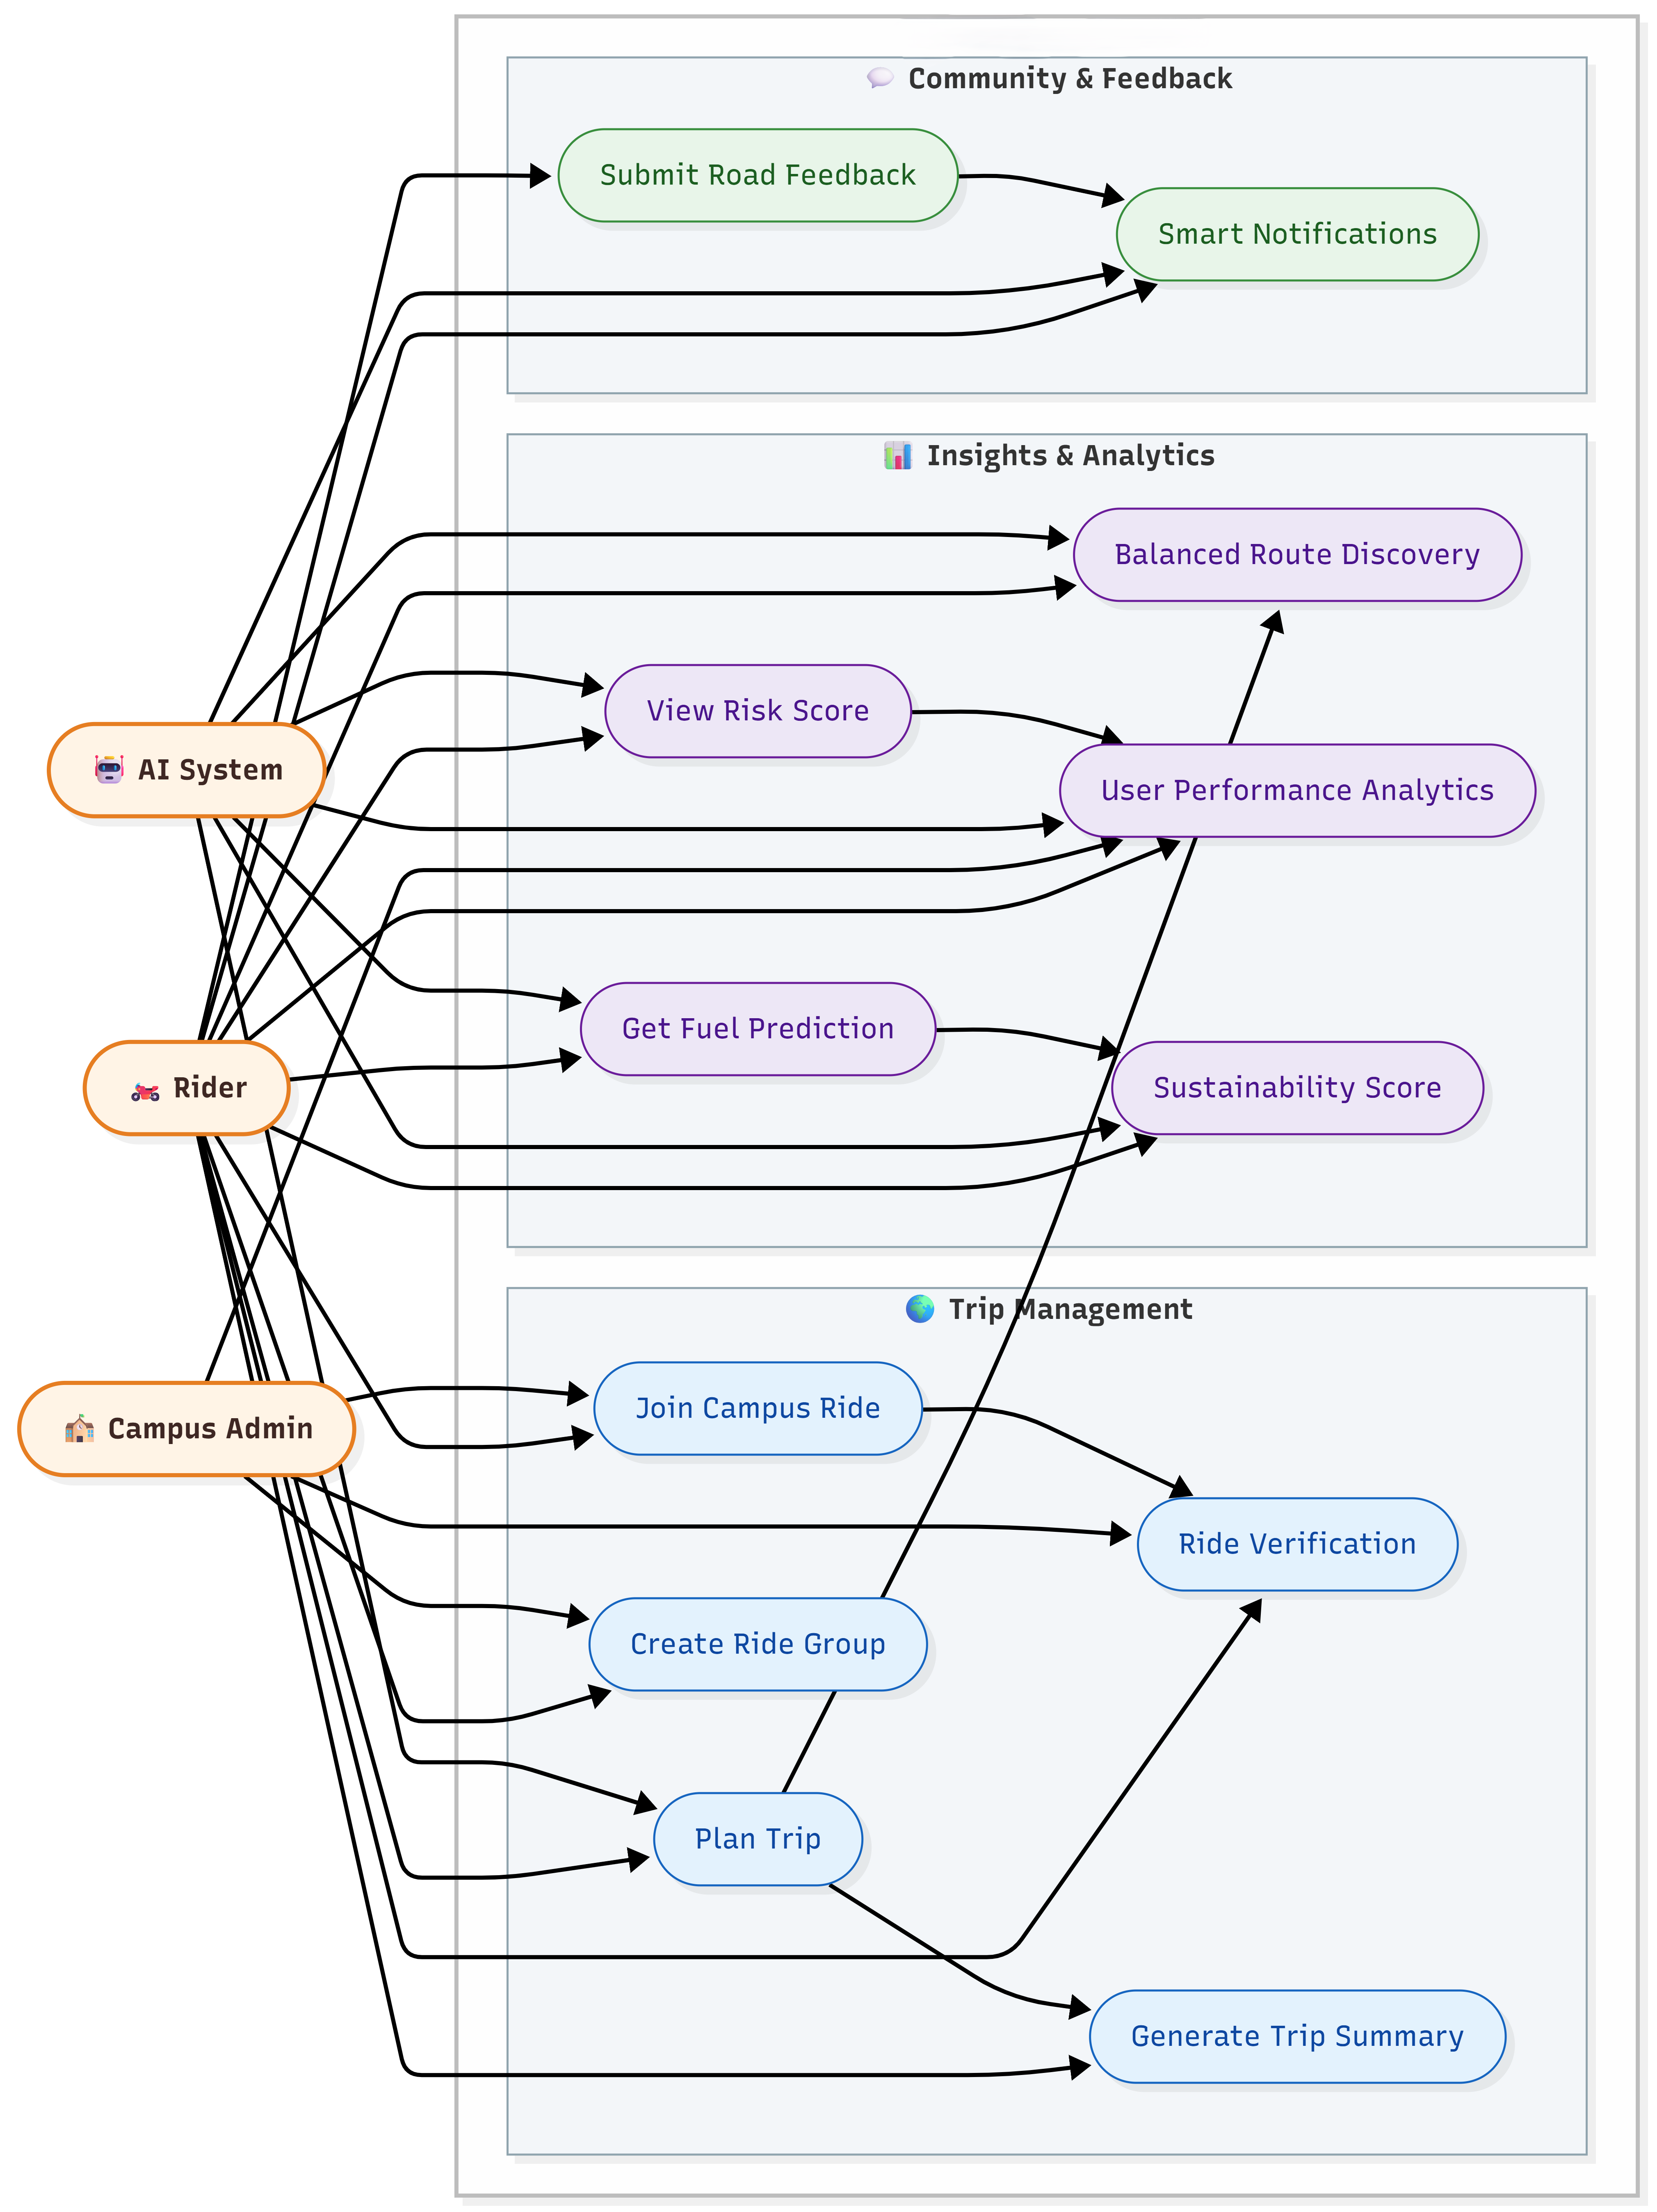 Community & Feedback
Submit Road Feedback
Smart Notifications
Insights & Analytics
Balanced Route Discovery
View Risk Score
AI System
User Performance Analytics
Get Fuel Prediction
Rider
Sustainability Score
Trip Management
Join Campus Ride
Campus Admin
Ride Verification
Create Ride Group
Plan Trip
Generate Trip Summary